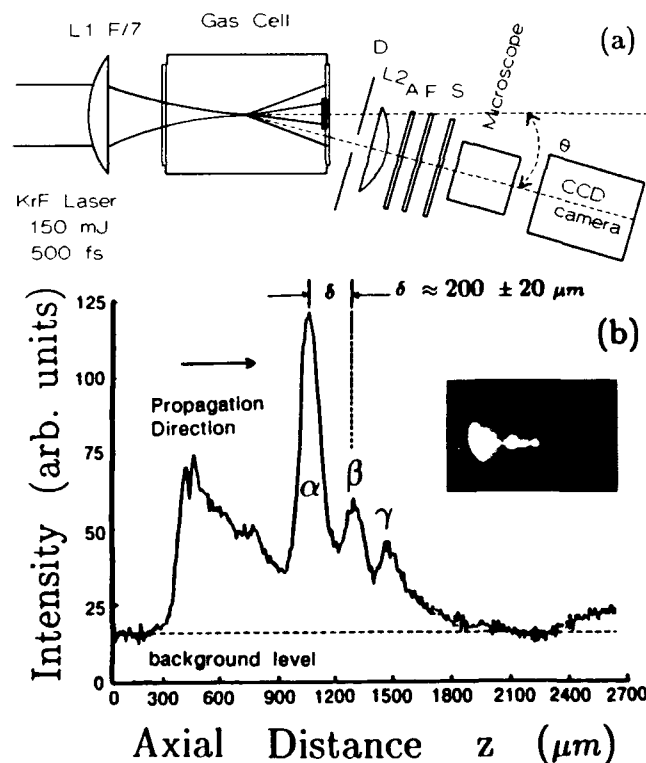 L1 F/7
Gas Cell
(a)
D
L2
A F S
Microscope
θ
CCD
camera
KrF Laser
150 mJ
500 fs
δ
δ ≈ 200 ± 20 μm
(b)
Intensity (arb. units)
125
100
75
50
25
0
Propagation
Direction
α
β
γ
background level
0 300 600 900 1200 1500 1800 2100 2400 2700
Axial Distance z (μm)